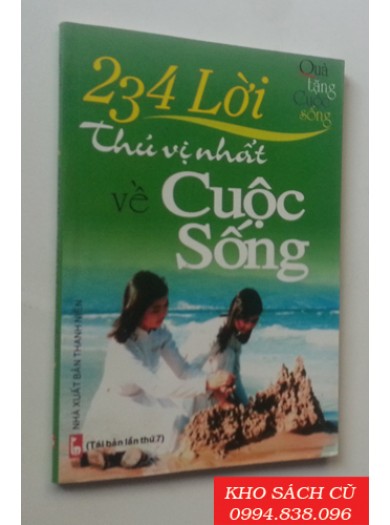 234 Lời
Quà
tặng
Cuộc
sống
Thú vị nhất
về Cuộc
Sống
NHÀ XUẤT BẢN THANH NIÊN
(Tái bản lần thứ 7)
KHO SÁCH CŨ
0994.838.096